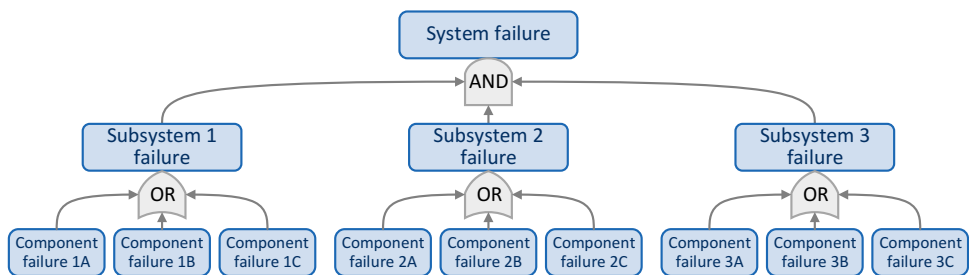 System failure
AND
Subsystem 1
failure
Subsystem 2
failure
Subsystem 3
failure
OR
OR
OR
Component
failure 1A
Component
failure 1B
Component
failure 1C
Component
failure 2A
Component
failure 2B
Component
failure 2C
Component
failure 3A
Component
failure 3B
Component
failure 3C